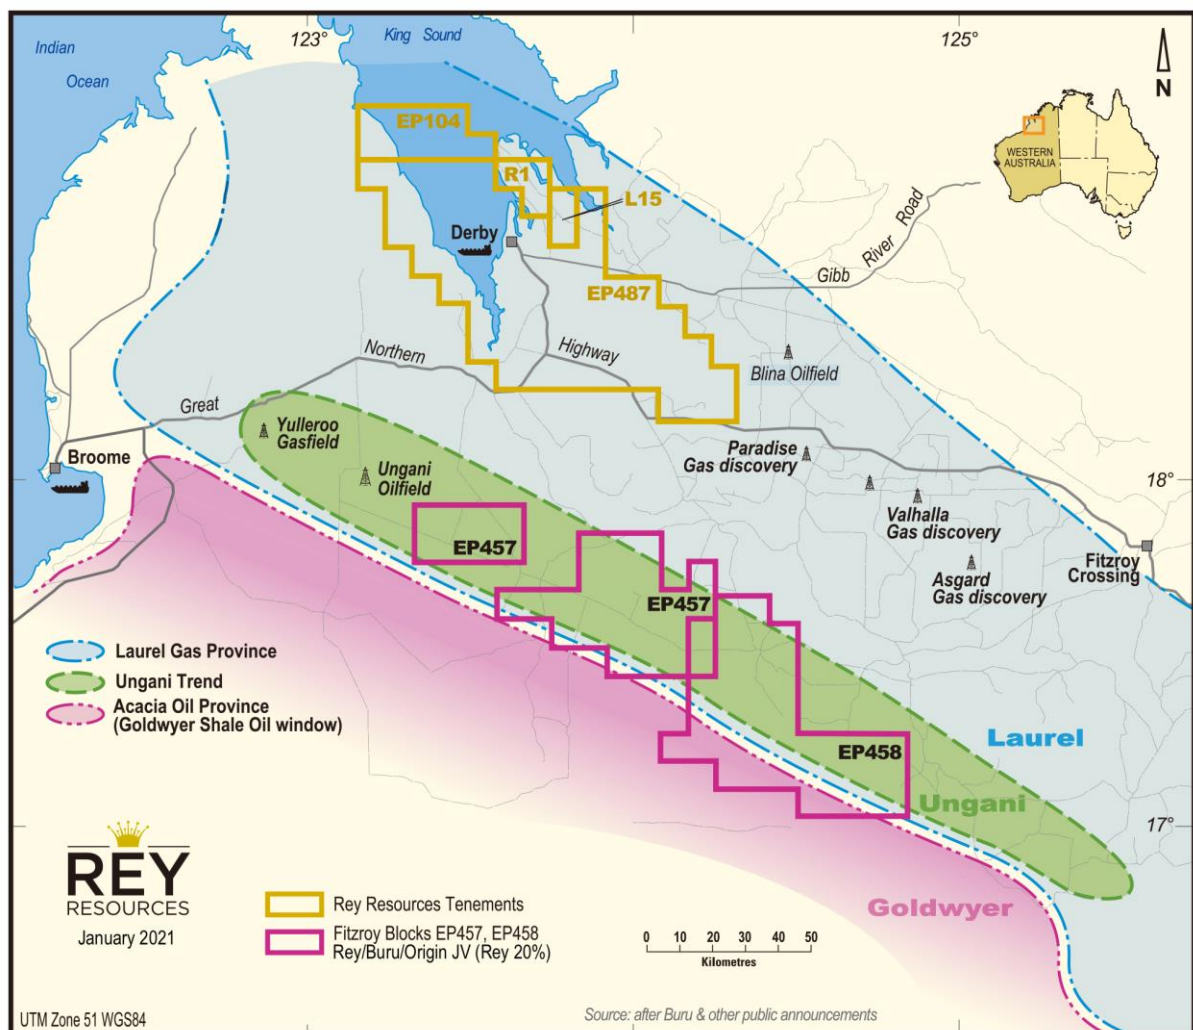 Indian
Ocean
123°
King Sound
125°
N
WESTERN
AUSTRALIA
EP104
R1
L15
Derby
EP487
Gibb River Road
Northern
Highway
Blina Oilfield
Great
Yulleroo
Gasfield
Broome
Ungani
Oilfield
Paradise
Gas discovery
18°
Valhalla
Gas discovery
Fitzroy
Crossing
EP457
Asgard
Gas discovery
EP457
Laurel Gas Province
Ungani Trend
Acacia Oil Province
(Goldwyer Shale Oil window)
Laurel
EP458
Ungani
17°
Goldwyer
REY
RESOURCES
January 2021
Rey Resources Tenements
Fitzroy Blocks EP457, EP458
Rey/Buru/Origin JV (Rey 20%)
0 10 20 30 40 50
Kilometres
UTM Zone 51 WGS84
Source: after Buru & other public announcements